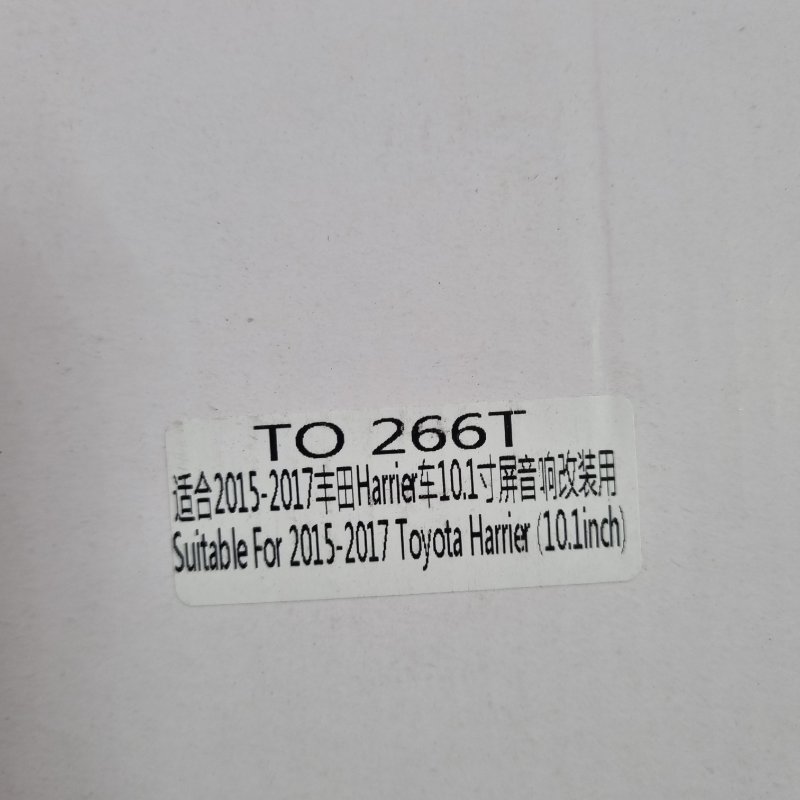 TO 266T
适合2015-2017丰田Harrier车10.1寸屏音响改装用
Suitable For 2015-2017 Toyota Harrier (10.1inch)